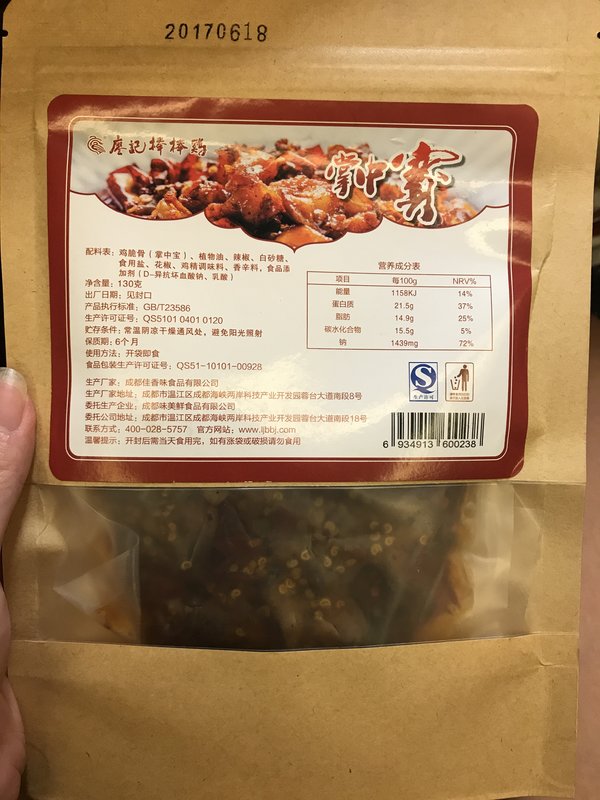 20170618
廖记棒棒鸡
掌中寳
配料表：鸡脆骨（掌中宝）、植物油、辣椒、白砂糖、
食用盐、花椒、鸡精调味料、香辛料、食品添
加剂（D-异抗坏血酸钠、乳酸）
净含量：130克
出厂日期：见封口
产品执行标准：GB/T23586
生产许可证号：QS5101 0401 0120
贮存条件：常温阴凉干燥通风处，避免阳光照射
保质期：6个月
使用方法：开袋即食
食品包装生产许可证号：QS51-10101-00928
营养成分表
项目 每100g NRV%
能量 1158KJ 14%
蛋白质 21.5g 37%
脂肪 14.9g 25%
碳水化合物 15.5g 5%
钠 1439mg 72%
生产许可
生产厂家：成都佳香味食品有限公司
生产厂家地址：成都市温江区成都海峡两岸科技产业开发园蓉台大道南段8号
委托生产企业：成都味美鲜食品有限公司
委托公司地址：成都市温江区成都海峡两岸科技产业开发园蓉台大道南段18号
联系方式：400-028-5757 官方网站：www.ljbbj.com
温馨提示：开封后需当天食用完，如有涨袋或破损请勿食用
6 934913 600238